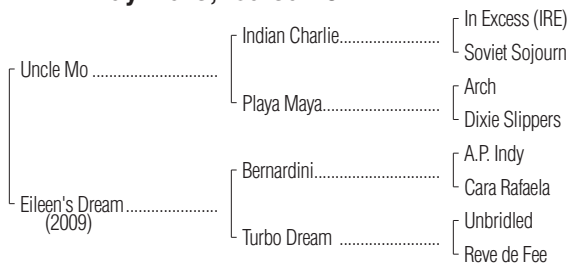 In Excess (IRE)
Indian Charlie
Soviet Sojourn
Uncle Mo
Arch
Playa Maya
Dixie Slippers
A.P. Indy
Bernardini
Cara Rafaela
Eileen's Dream
(2009)
Unbridled
Turbo Dream
Reve de Fee